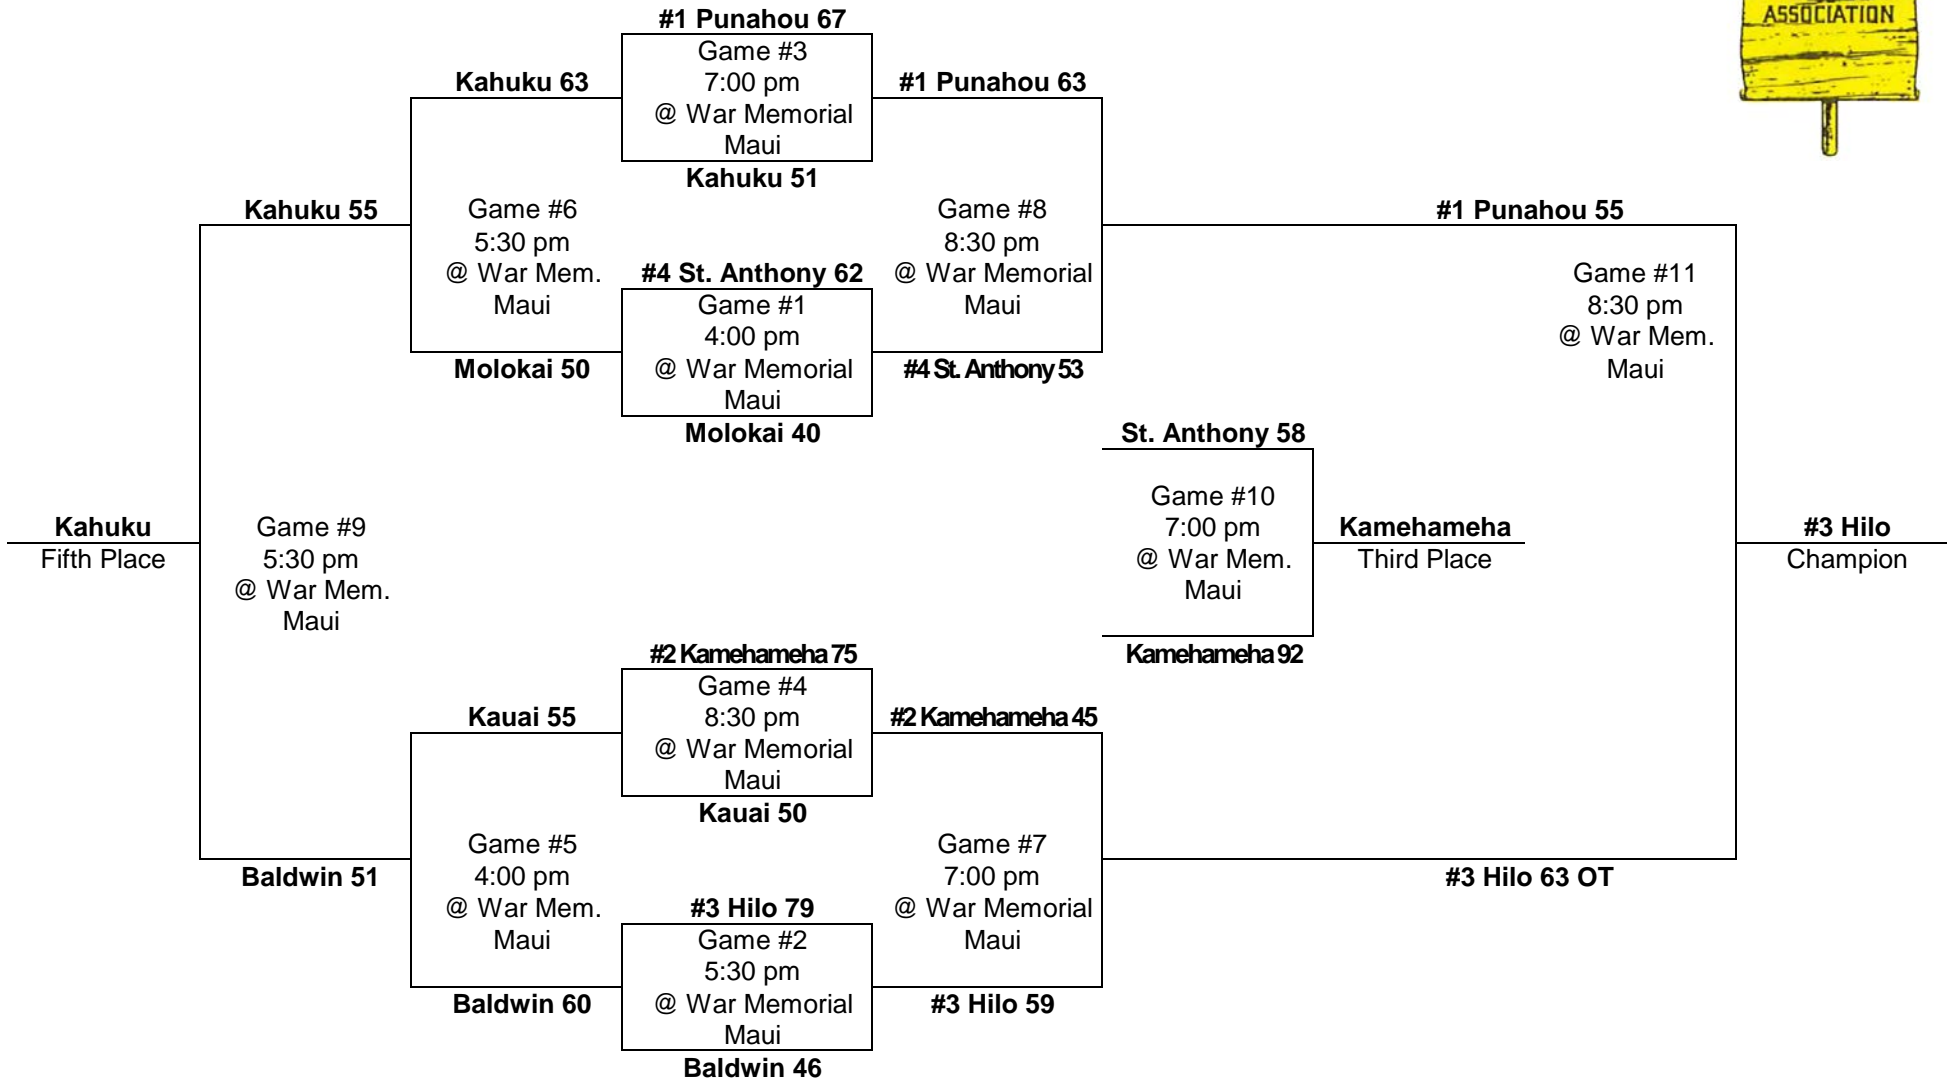 ASSOCIATION
#1 Punahou 67
Game #3
7:00 pm
@ War Memorial
Maui
Kahuku 51
Kahuku 63
#1 Punahou 63
Kahuku 55
Game #6
5:30 pm
@ War Mem.
Maui
Game #8
8:30 pm
@ War Memorial
Maui
#1 Punahou 55
#4 St. Anthony 62
Game #1
4:00 pm
@ War Memorial
Maui
Molokai 40
Molokai 50
#4 St. Anthony 53
Game #11
8:30 pm
@ War Mem.
Maui
St. Anthony 58
Game #10
7:00 pm
@ War Mem.
Maui
Kamehameha 92
Kamehameha
Third Place
#3 Hilo
Champion
Kahuku
Fifth Place
Game #9
5:30 pm
@ War Mem.
Maui
#2 Kamehameha 75
Game #4
8:30 pm
@ War Memorial
Maui
Kauai 50
Kauai 55
#2 Kamehameha 45
Game #5
4:00 pm
@ War Mem.
Maui
Game #7
7:00 pm
@ War Memorial
Maui
Baldwin 51
#3 Hilo 63 OT
#3 Hilo 79
Game #2
5:30 pm
@ War Memorial
Maui
Baldwin 46
Baldwin 60
#3 Hilo 59